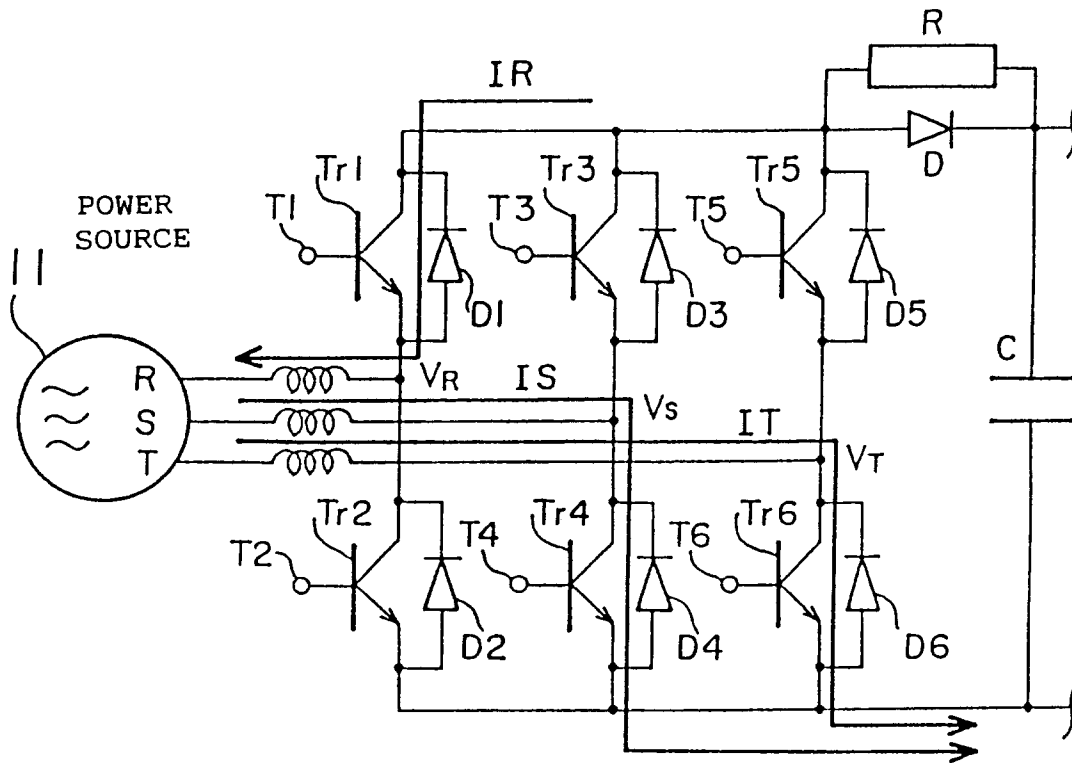 R
IR
D
Tr1
Tr3
Tr5
POWER
SOURCE
T1
T3
T5
11
D1
D3
D5
C
R
VR
IS
VS
S
IT
T
VT
Tr2
Tr4
Tr6
T2
T4
T6
D2
D4
D6